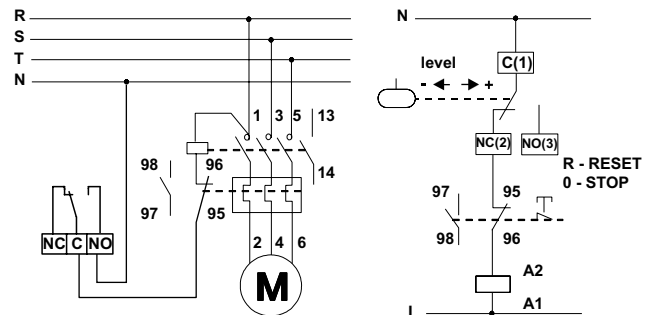 R
S
T
N
1 3 5 13
98
96
14
97
95
NC C NO
2 4 6
M
N
C(1)
level
- +
NC(2) NO(3)
R - RESET
0 - STOP
97 95
98 96
A2
A1
L